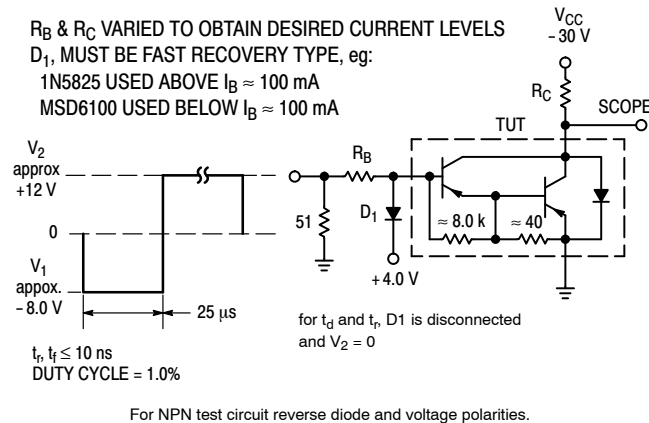 R_B & R_C VARIED TO OBTAIN DESIRED CURRENT LEVELS
D_1, MUST BE FAST RECOVERY TYPE, eg:
1N5825 USED ABOVE I_B ≈ 100 mA
MSD6100 USED BELOW I_B ≈ 100 mA
V_CC
- 30 V
R_C
SCOPE
TUT
V_2
approx
+12 V
0
V_1
appox.
- 8.0 V
25 μs
t_r, t_f ≤ 10 ns
DUTY CYCLE = 1.0%
R_B
51
D_1
+ 4.0 V
≈ 8.0 k
≈ 40
for t_d and t_r, D1 is disconnected
and V_2 = 0
For NPN test circuit reverse diode and voltage polarities.